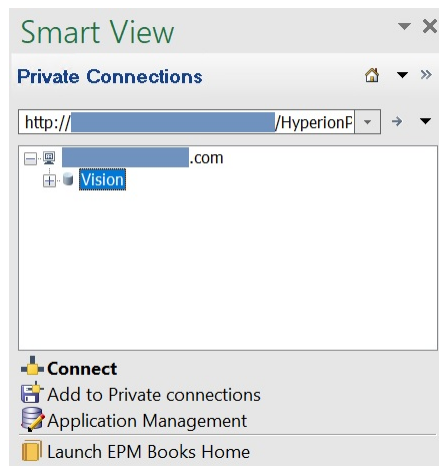 Smart View
Private Connections
http:// /HyperionP
.com
Vision
Connect
Add to Private connections
Application Management
Launch EPM Books Home